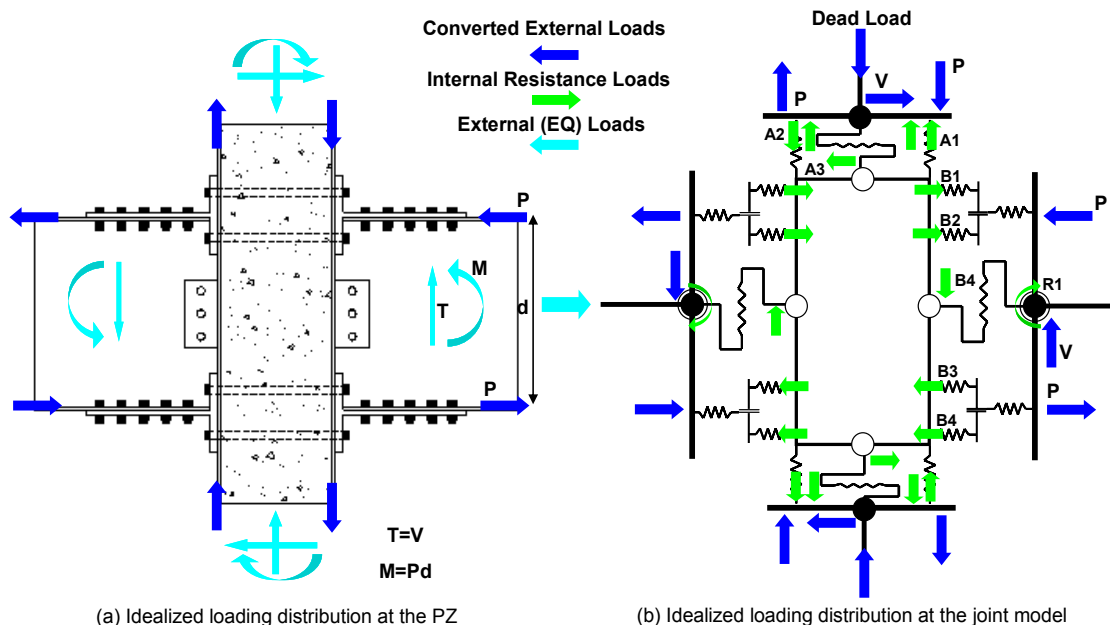 Converted External Loads
Internal Resistance Loads
External (EQ) Loads
P
M
T
d
P
T=V
M=Pd
(a) Idealized loading distribution at the PZ
Dead Load
V
P
P
A2
A1
A3
B1
B2
P
B4
R1
V
B3
P
B4
(b) Idealized loading distribution at the joint model